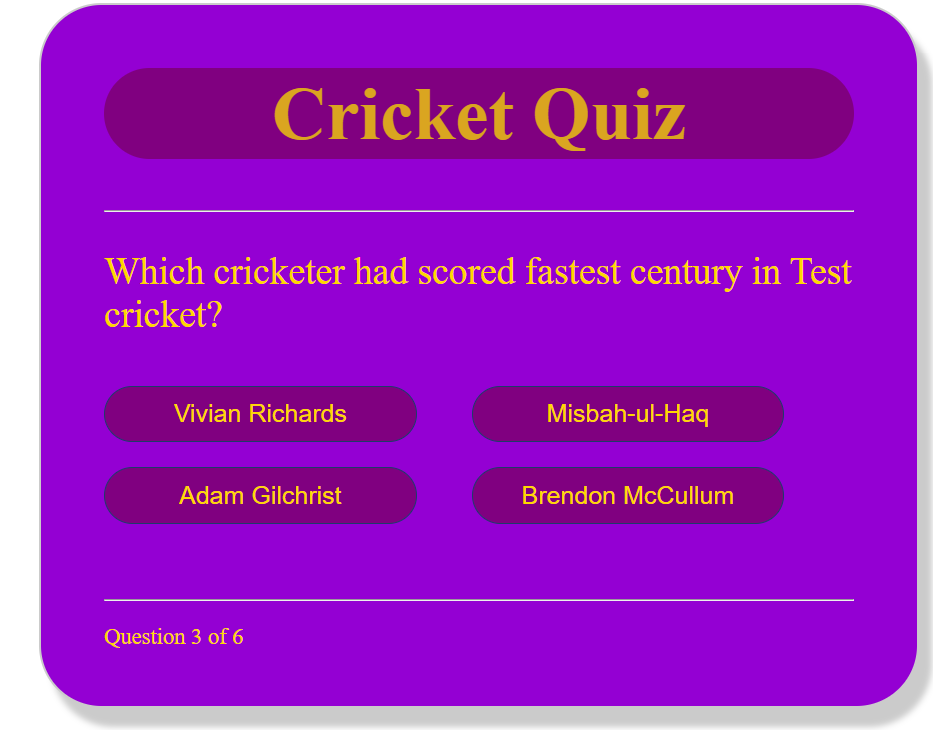 Cricket Quiz
Which cricketer had scored fastest century in Test
cricket?
Vivian Richards
Misbah-ul-Haq
Adam Gilchrist
Brendon McCullum
Question 3 of 6